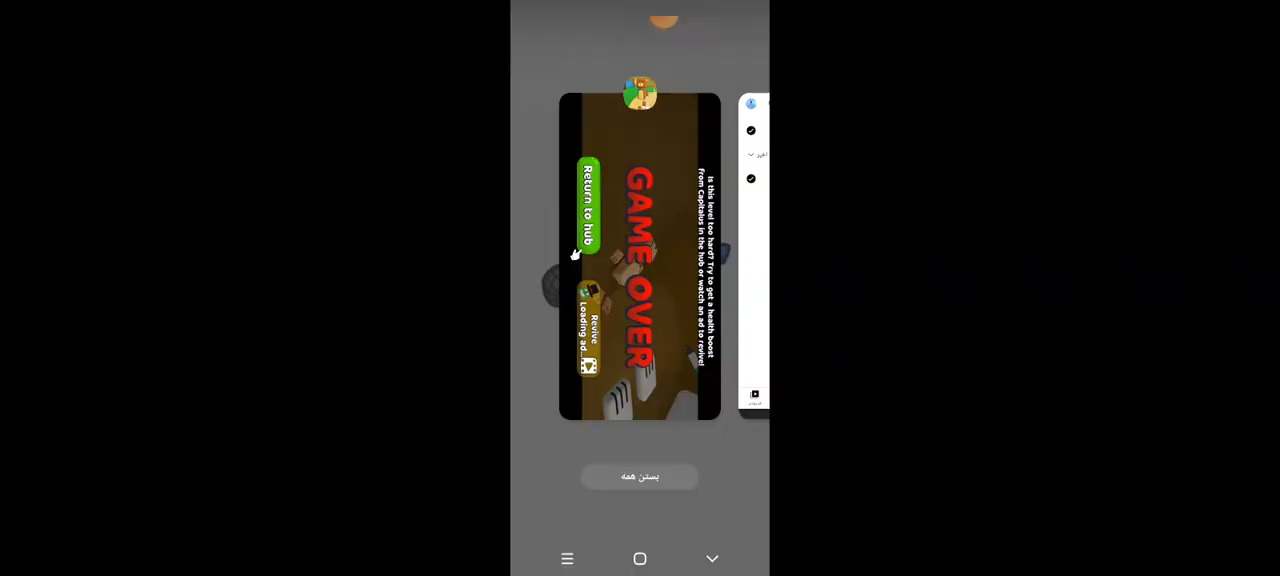 Is this level too hard? Try to get a health boost
from Capitalus in the hub or watch an ad to revive!
GAME OVER
Return to hub
Revive
Loading ad...
اخیر
بستن همه